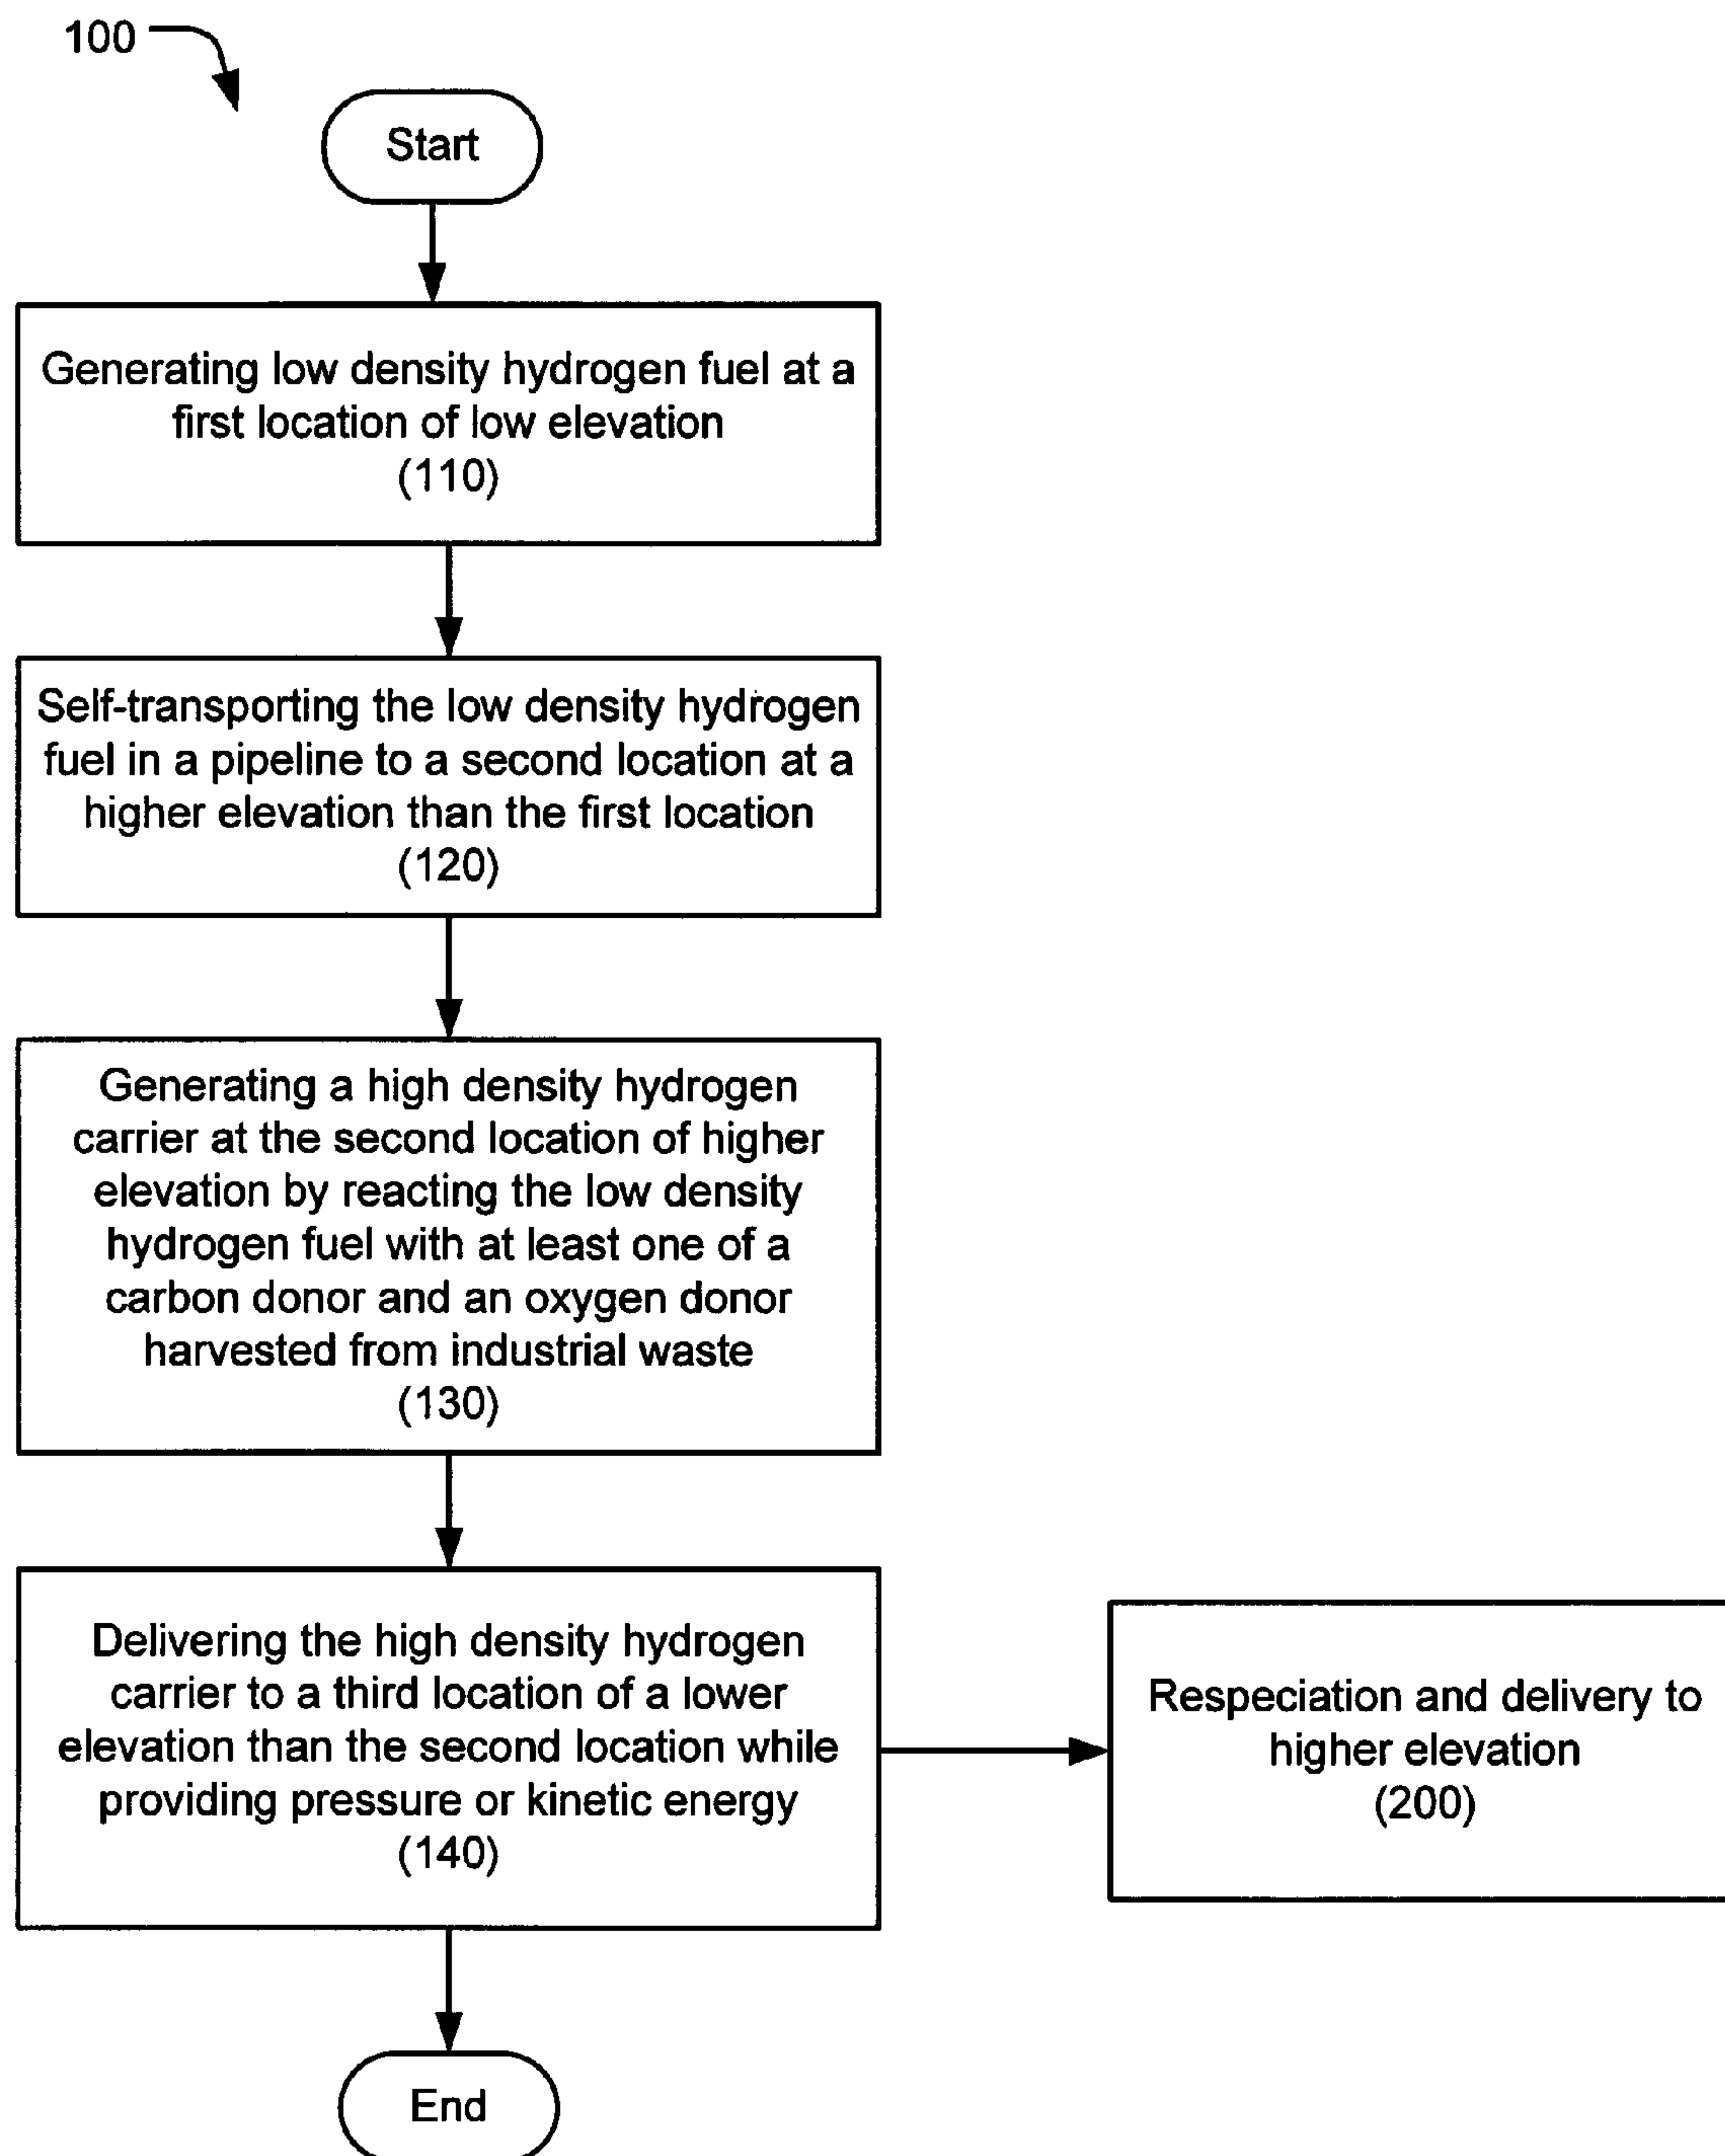 100
Start
Generating low density hydrogen fuel at a
first location of low elevation
(110)
Self-transporting the low density hydrogen
fuel in a pipeline to a second location at a
higher elevation than the first location
(120)
Generating a high density hydrogen
carrier at the second location of higher
elevation by reacting the low density
hydrogen fuel with at least one of a
carbon donor and an oxygen donor
harvested from industrial waste
(130)
Delivering the high density hydrogen
carrier to a third location of a lower
elevation than the second location while
providing pressure or kinetic energy
(140)
Respeciation and delivery to
higher elevation
(200)
End